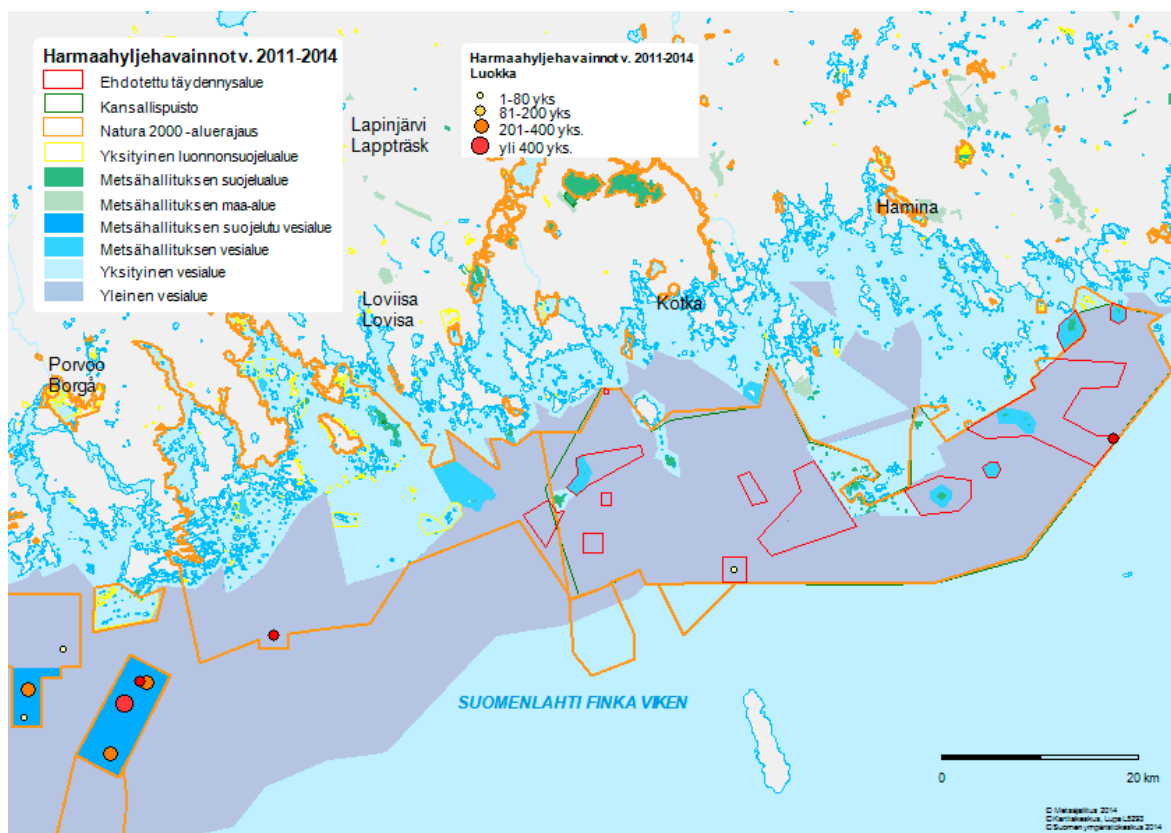 Harmaahyljehavainnot v. 2011-2014
Ehdotettu täydennysalue
Kansallispuisto
Natura 2000 -aluerajaus
Yksityinen luonnonsuojelualue
Metsähallituksen suojelualue
Metsähallituksen maa-alue
Metsähallituksen suojelutu vesialue
Metsähallituksen vesialue
Yksityinen vesialue
Yleinen vesialue
Harmaahyljehavainnot v. 2011-2014
Luokka
1-80 yks
81-200 yks
201-400 yks.
yli 400 yks.
Lapinjärvi
Lappträsk
Hamina
Loviisa
Lovisa
Kotka
Porvoo
Borgå
SUOMENLAHTI FINKA VIKEN
0 20 km
© Metsähallitus 2014
© Karttakeskus, Lupa L5293
© Suomen ympäristökeskus 2014